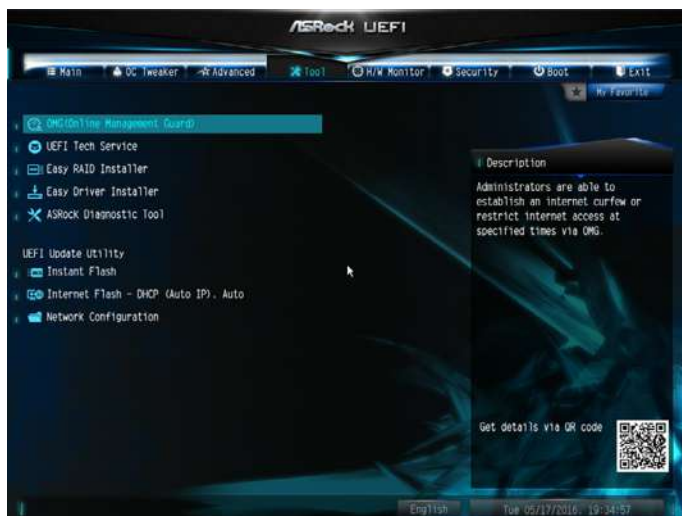 ASRock UEFI
Main OC Tweaker Advanced Tool H/W Monitor Security Boot Exit
My Favorite
OMG(Online Management Guard)
UEFI Tech Service
Easy RAID Installer
Easy Driver Installer
ASRock Diagnostic Tool
UEFI Update Utility
Instant Flash
Internet Flash - DHCP (Auto IP), Auto
Network Configuration
Description
Administrators are able to
establish an internet curfew or
restrict internet access at
specified times via OMG.
Get details via QR code
English
Tue 05/17/2016, 19:34:57